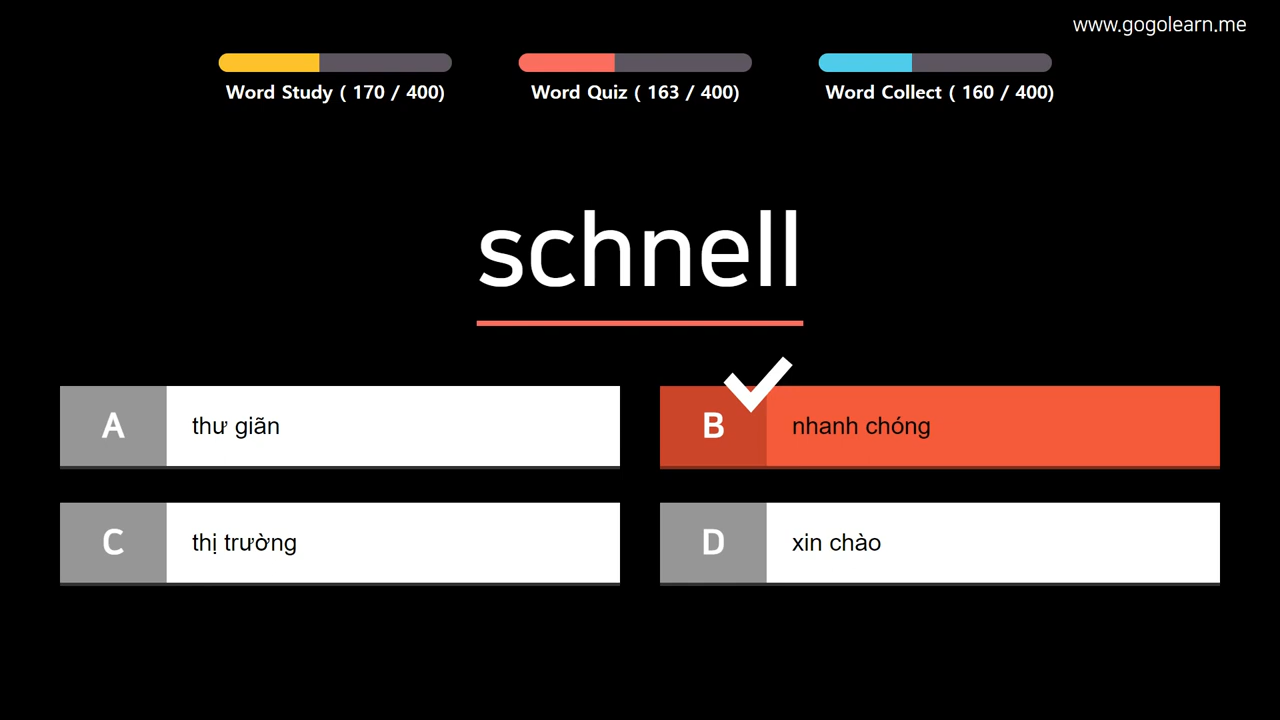 www.gogolearn.me
Word Study ( 170 / 400)
Word Quiz ( 163 / 400)
Word Collect ( 160 / 400)
schnell
A
thư giãn
B
nhanh chóng
C
thị trường
D
xin chào